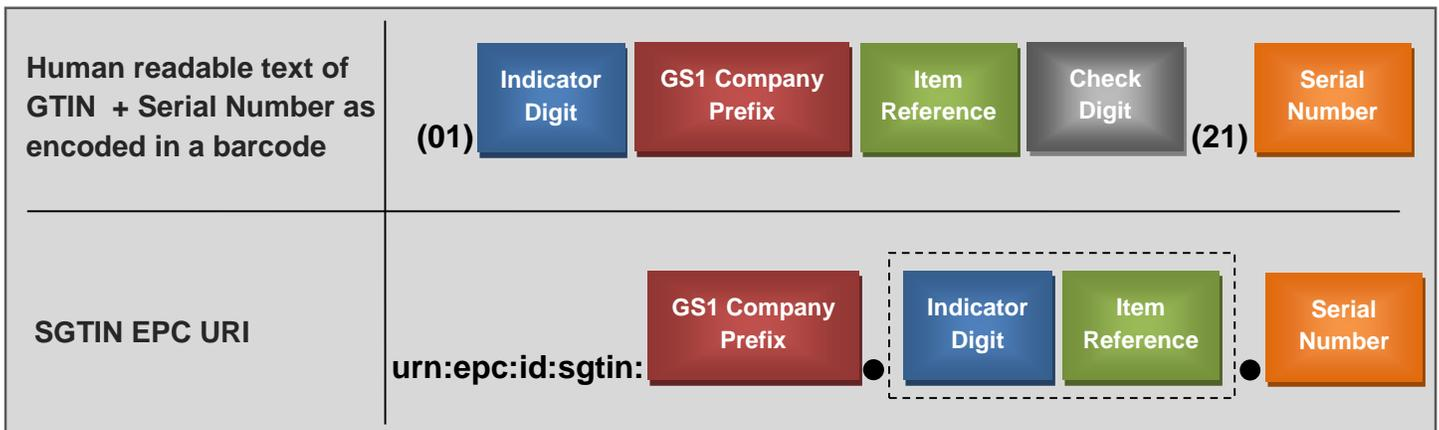 Human readable text of
GTIN + Serial Number as
encoded in a barcode
(01)
Indicator
Digit
GS1 Company
Prefix
Item
Reference
Check
Digit
(21)
Serial
Number
SGTIN EPC URI
urn:epc:id:sgtin:
GS1 Company
Prefix
●
Indicator
Digit
Item
Reference
●
Serial
Number